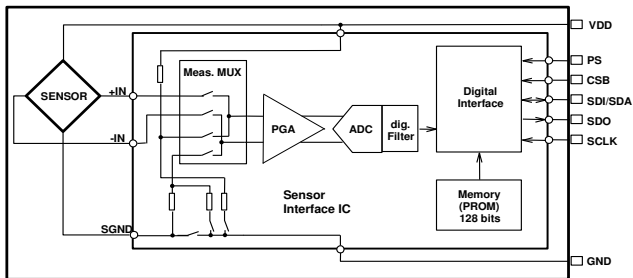 VDD
PS
CSB
SDI/SDA
SDO
SCLK
GND
SENSOR
+IN
-IN
SGND
Meas. MUX
PGA
ADC
dig.
Filter
Digital
Interface
Memory
(PROM)
128 bits
Sensor
Interface IC